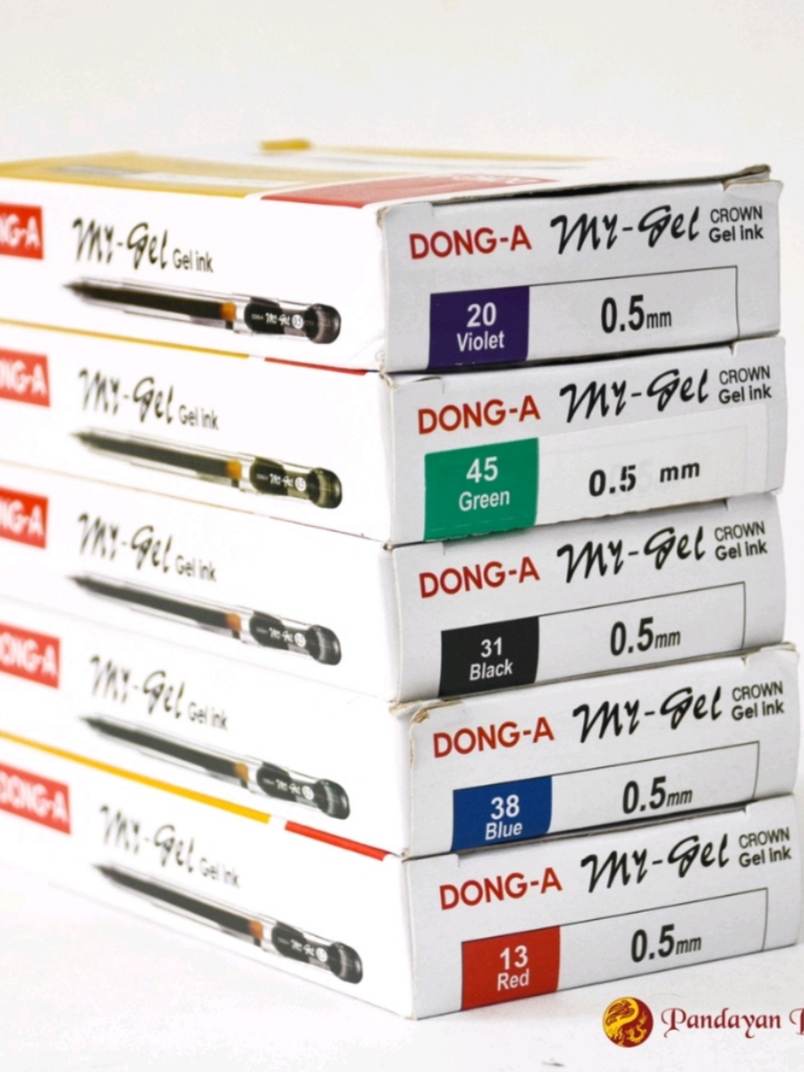 DONG-A My-Gel CROWN
Gel ink
20
Violet
0.5mm
My-Gel Gel ink
DONG-A My-Gel CROWN
Gel ink
45
Green
0.5 mm
My-Gel Gel ink
DONG-A My-Gel CROWN
Gel ink
31
Black
0.5mm
My-Gel Gel ink
DONG-A My-Gel CROWN
Gel ink
38
Blue
0.5mm
DONG-A My-Gel Gel ink
DONG-A My-Gel CROWN
Gel ink
13
Red
0.5mm
DONG-A My-Gel Gel ink
Pandayan